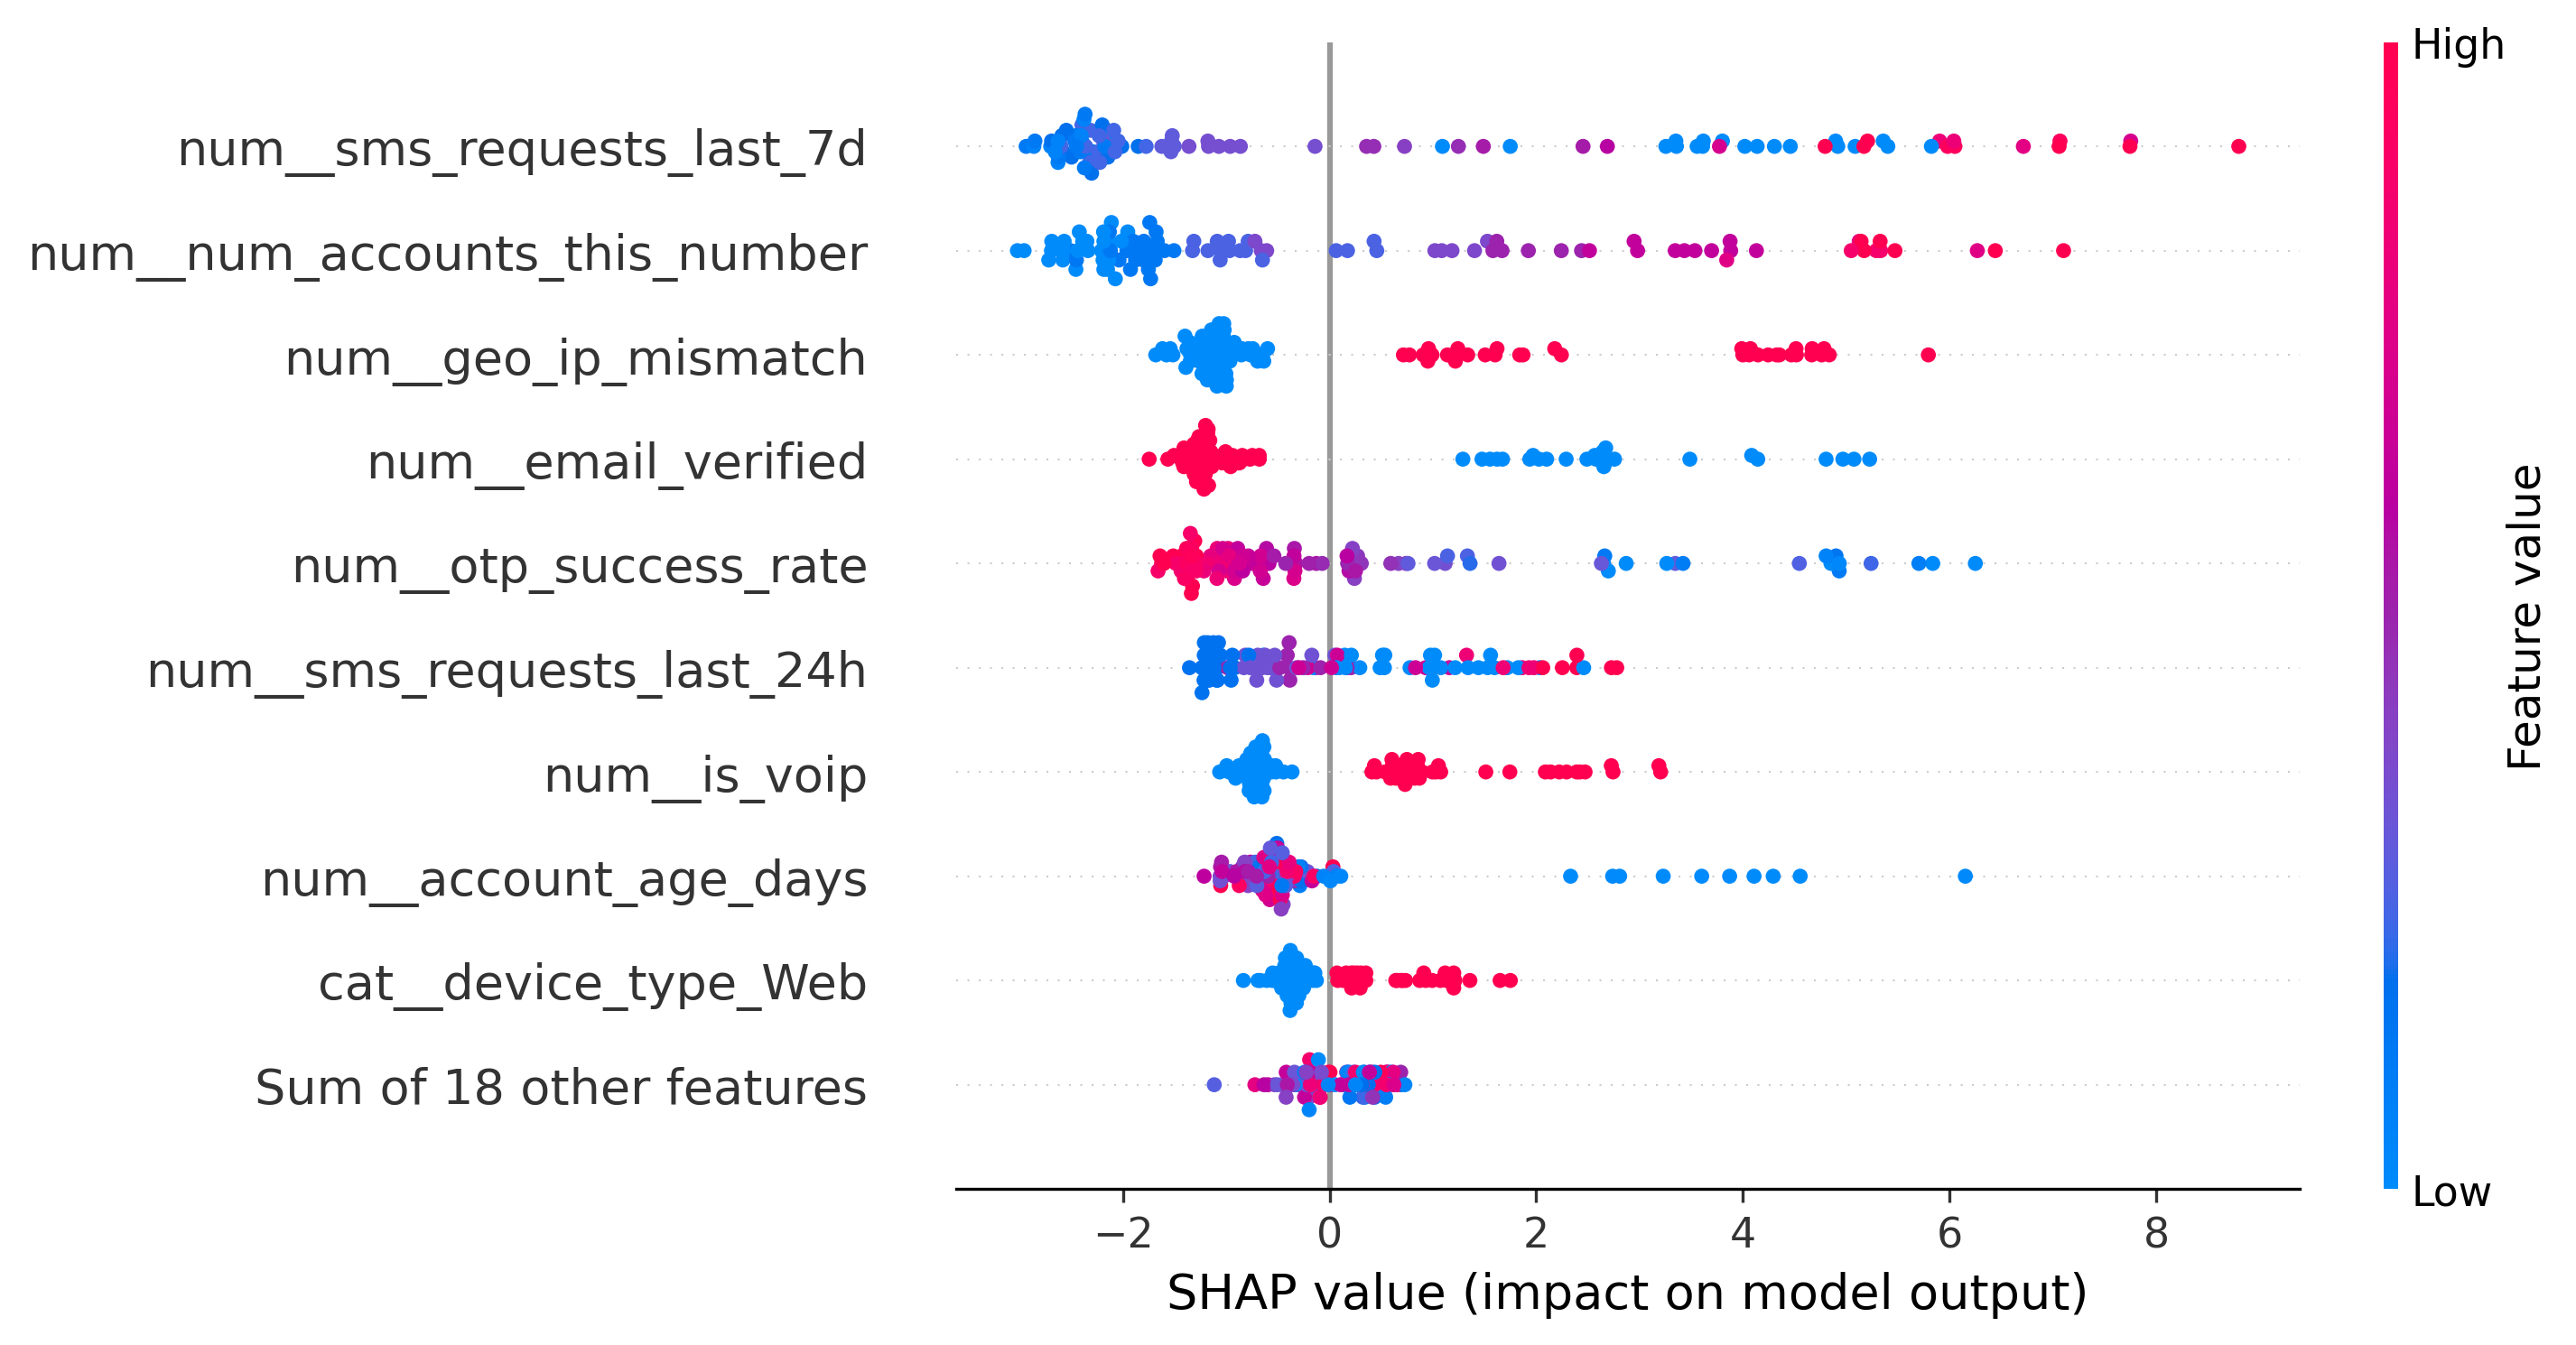 High
num__sms_requests_last_7d
num__num_accounts_this_number
num__geo_ip_mismatch
num__email_verified
num__otp_success_rate
num__sms_requests_last_24h
num__is_voip
num__account_age_days
cat__device_type_Web
Sum of 18 other features
Feature value
Low
−2 0 2 4 6 8
SHAP value (impact on model output)